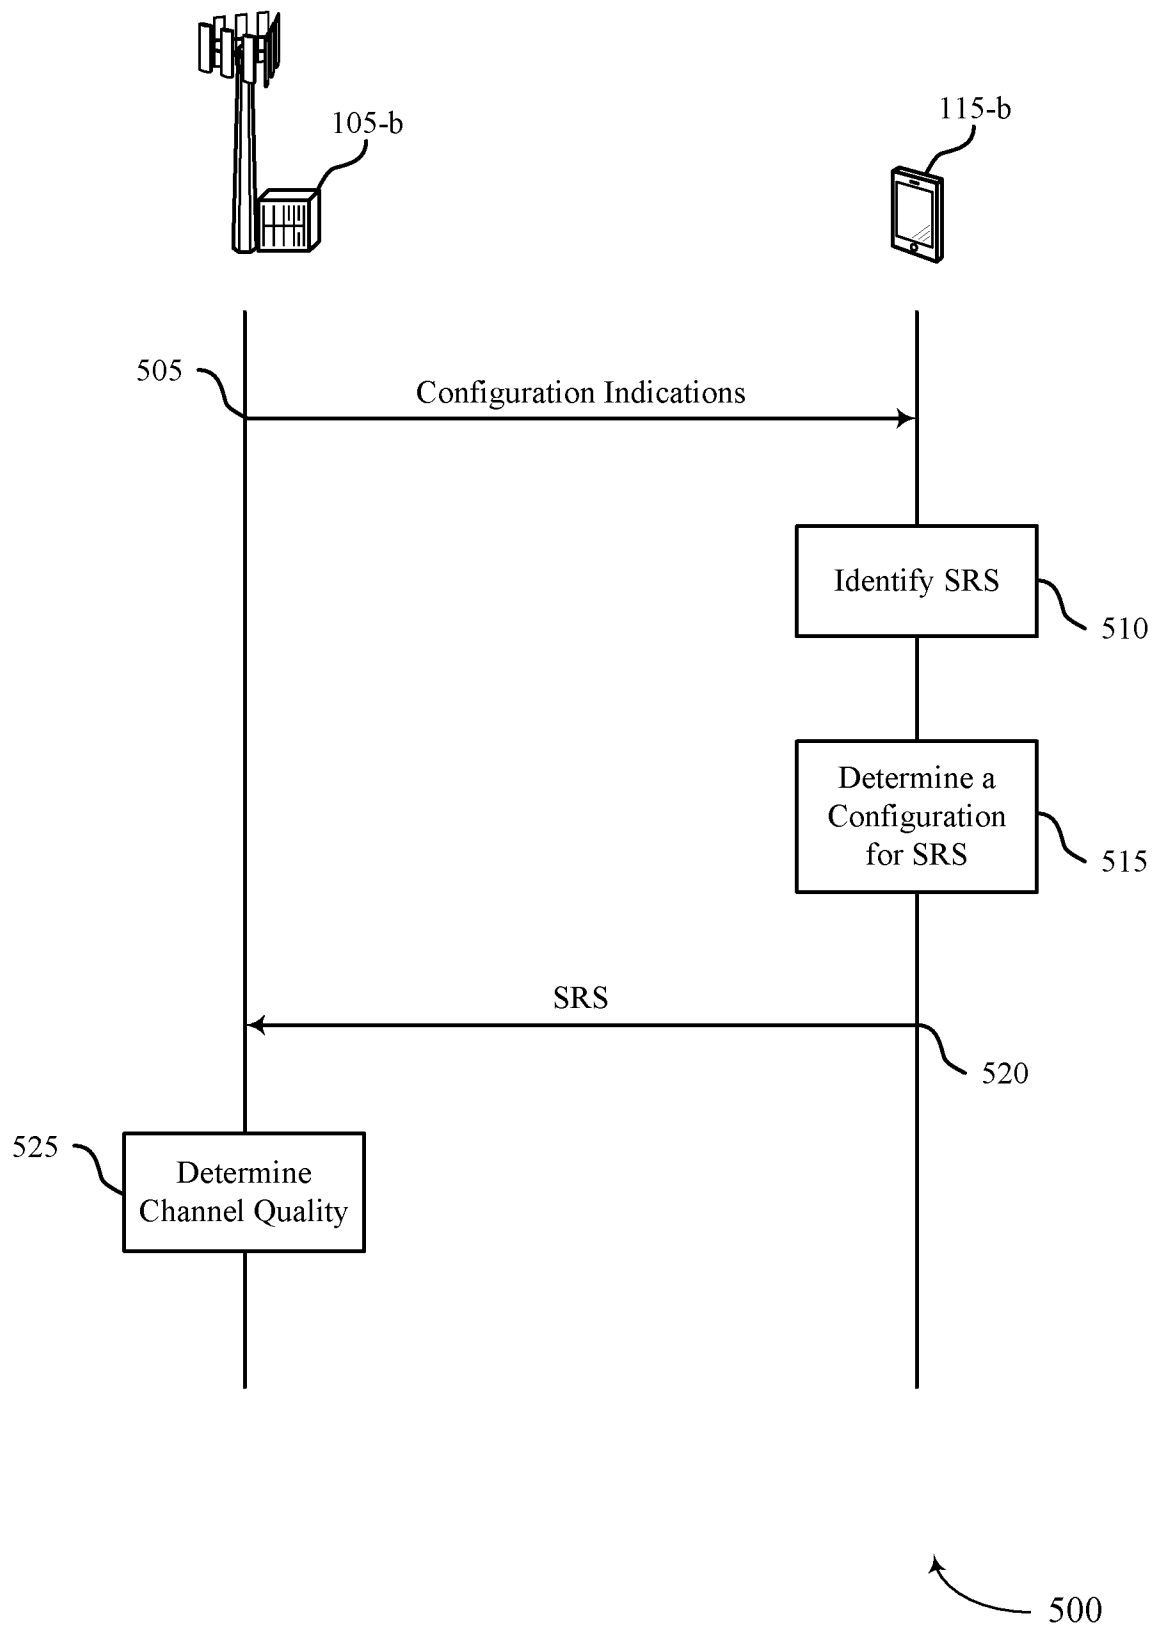 105-b
115-b
505
Configuration Indications
Identify SRS
510
Determine a
Configuration
for SRS
515
SRS
520
525
Determine
Channel Quality
500